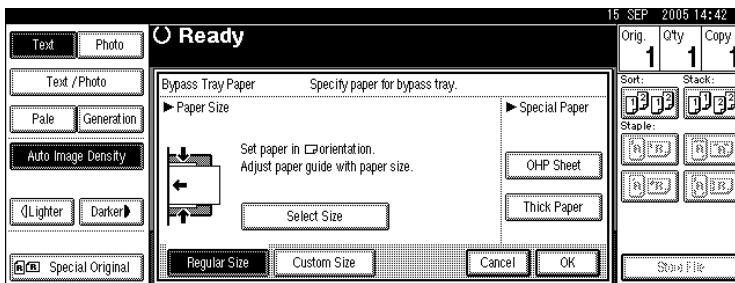 15 SEP 2005 14:42
Text Photo
Text / Photo
Pale Generation
Auto Image Density
Lighter Darker
Special Original
Ready
Bypass Tray Paper Specify paper for bypass tray.
Paper Size
Set paper in orientation.
Adjust paper guide with paper size.
Select Size
Special Paper
OHP Sheet
Thick Paper
Regular Size Custom Size Cancel OK
Orig. Q'ty Copy
1 1 1
Sort: Stack:
Staple:
Store File